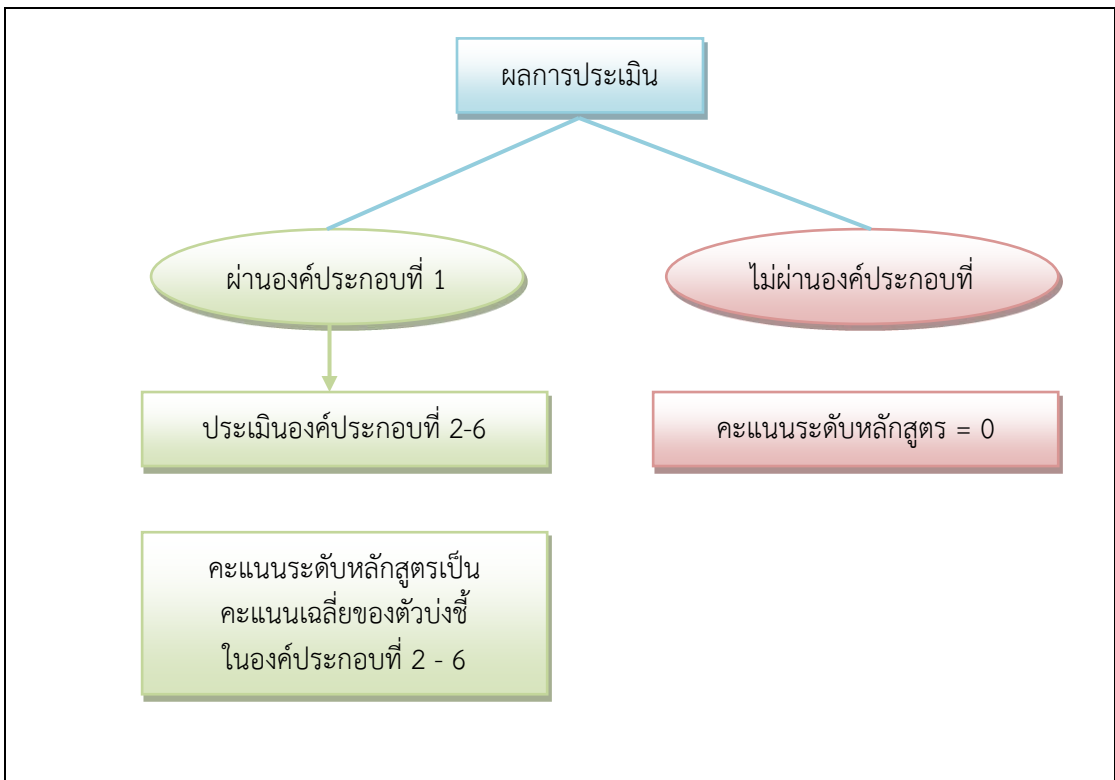 ผลการประเมิน
ผ่านองค์ประกอบที่ 1
ไม่ผ่านองค์ประกอบที่
ประเมินองค์ประกอบที่ 2-6
คะแนนระดับหลักสูตร = 0
คะแนนระดับหลักสูตรเป็น
คะแนนเฉลี่ยของตัวบ่งชี้
ในองค์ประกอบที่ 2 - 6